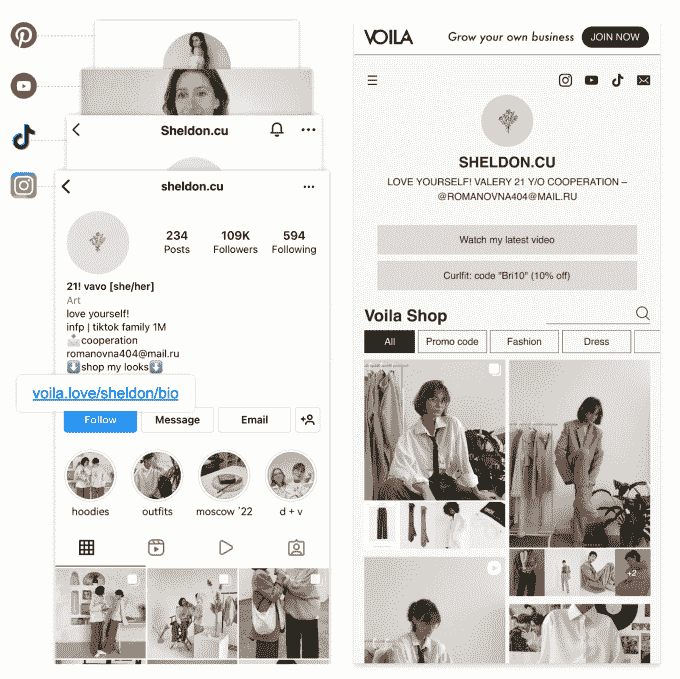 Sheldon.cu
sheldon.cu
234
109K
594
Posts
Followers
Following
21! vavo [she/her]
Art
love yourself!
infp | tiktok family 1M
📩cooperation
romanovna404@mail.ru
⬇️shop my looks⬇️
voila.love/sheldon/bio
Follow
Message
Email
hoodies
outfits
moscow '22
d + v
VOILA
Grow your own business
JOIN NOW
SHELDON.CU
LOVE YOURSELF! VALERY 21 Y/O COOPERATION –
@ROMANOVNA404@MAIL.RU
Watch my latest video
Curlfit: code "Bri10" (10% off)
Voila Shop
All
Promo code
Fashion
Dress
+2